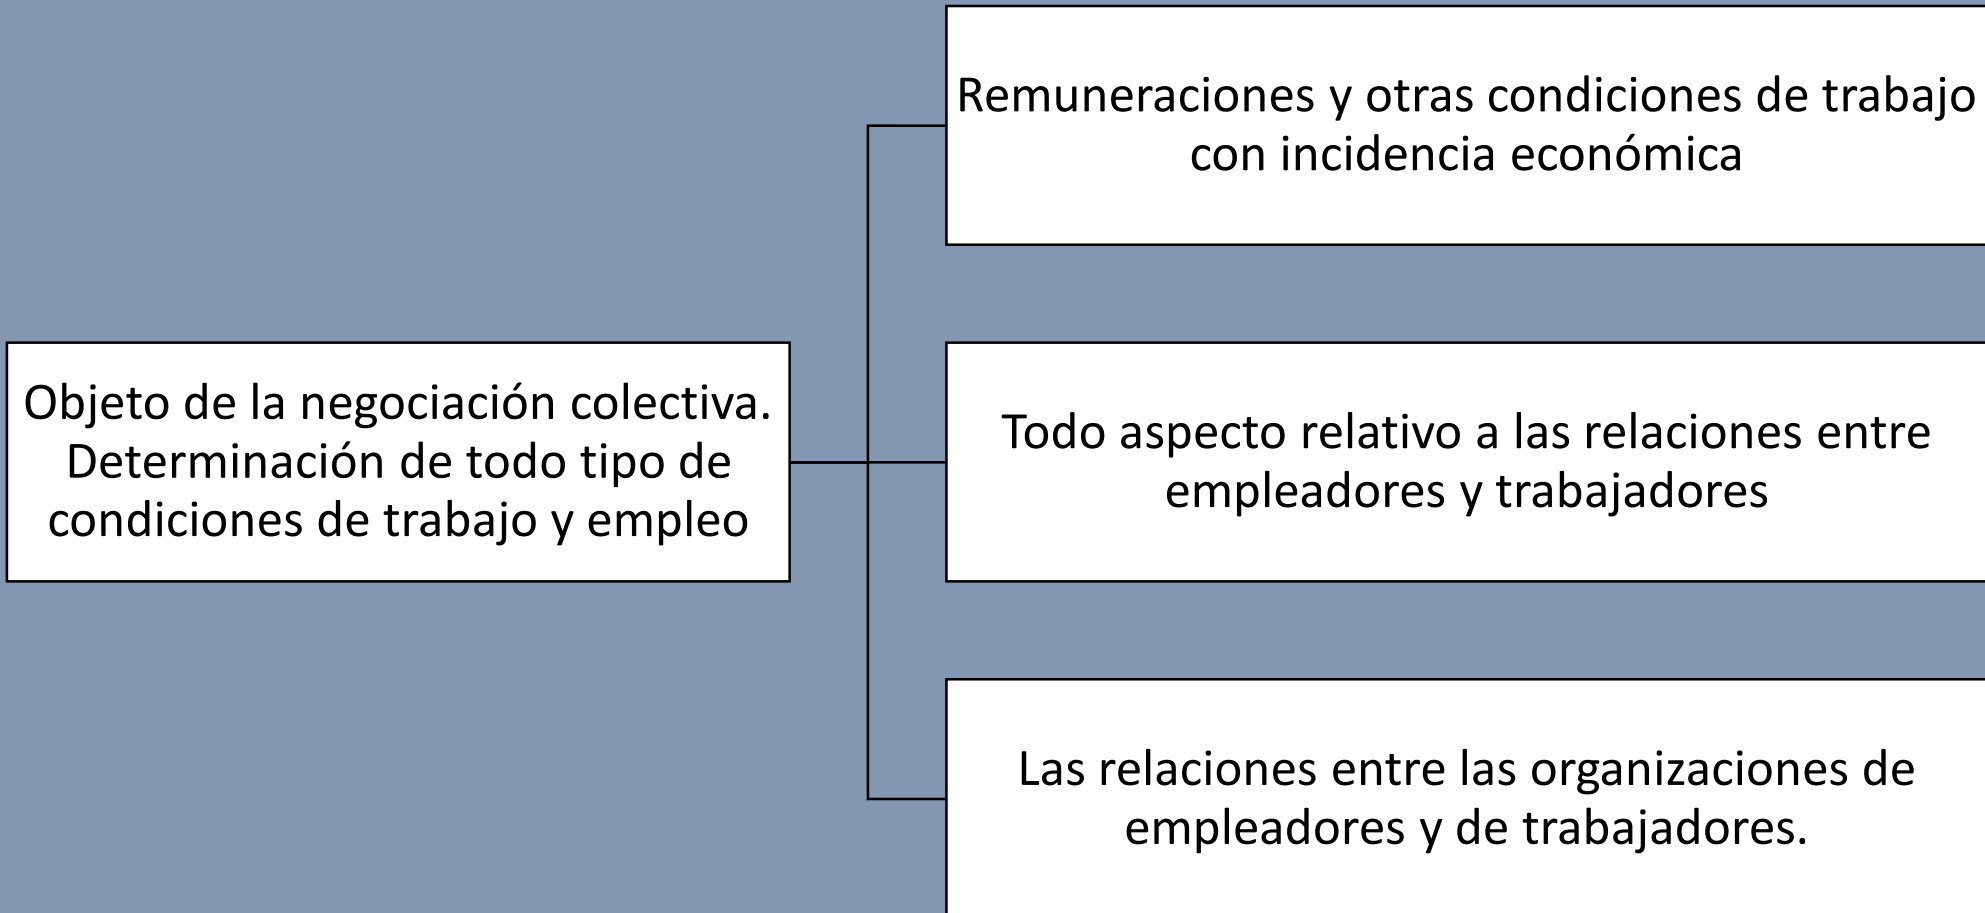 Objeto de la negociación colectiva.
Determinación de todo tipo de
condiciones de trabajo y empleo
Remuneraciones y otras condiciones de trabajo
con incidencia económica
Todo aspecto relativo a las relaciones entre
empleadores y trabajadores
Las relaciones entre las organizaciones de
empleadores y de trabajadores.